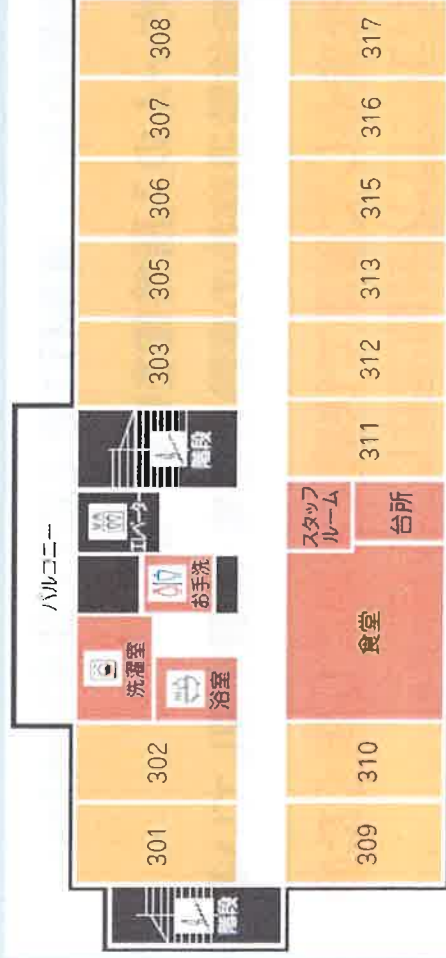 バルコニー
階段
301
302
洗濯室
浴室
お手洗
エレベーター
階段
303
305
306
307
308
309
310
食堂
スタッフ
ルーム
台所
311
312
313
315
316
317